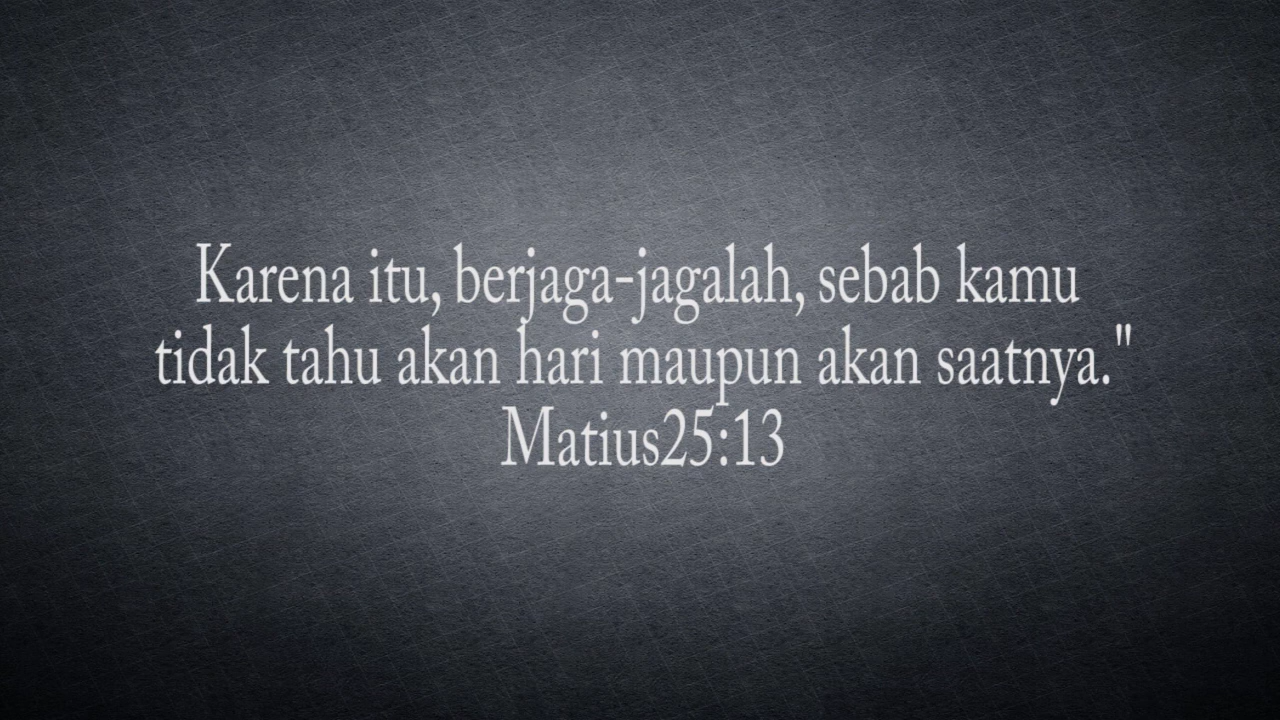 Karena itu, berjaga-jagalah, sebab kamu
tidak tahu akan hari maupun akan saatnya."
Matius25:13